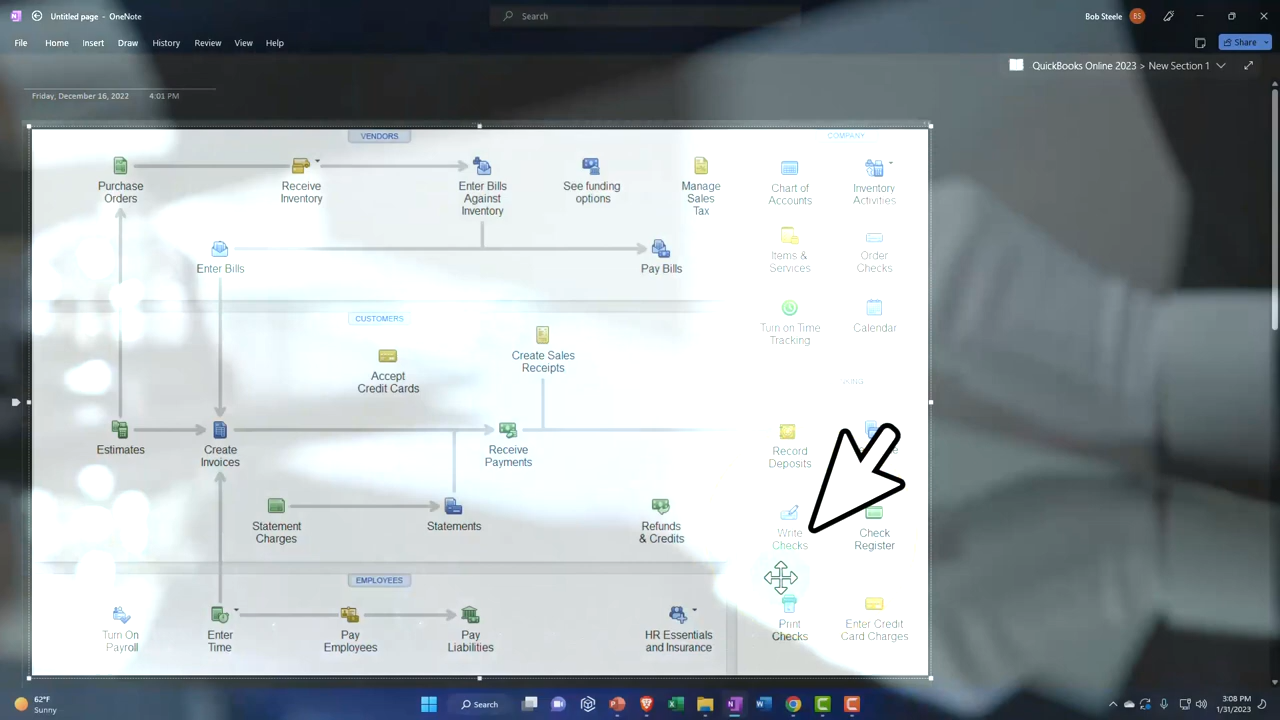 Untitled page - OneNote
Search
Bob Steele
BS
File
Home
Insert
Draw
History
Review
View
Help
Share
QuickBooks Online 2023 > New Section 1
Friday, December 16, 2022
4:01 PM
VENDORS
COMPANY
Purchase
Orders
Receive
Inventory
Enter Bills
Against
Inventory
See funding
options
Manage
Sales
Tax
Chart of
Accounts
Inventory
Activities
Enter Bills
Pay Bills
Items &
Services
Order
Checks
CUSTOMERS
Turn on Time
Tracking
Calendar
Accept
Credit Cards
Create Sales
Receipts
Estimates
Create
Invoices
Receive
Payments
Record
Deposits
Statement
Charges
Statements
Refunds
& Credits
Write
Checks
Check
Register
EMPLOYEES
Turn On
Payroll
Enter
Time
Pay
Employees
Pay
Liabilities
HR Essentials
and Insurance
Print
Checks
Enter Credit
Card Charges
62°F
Sunny
Search
3:08 PM
1/31/2023